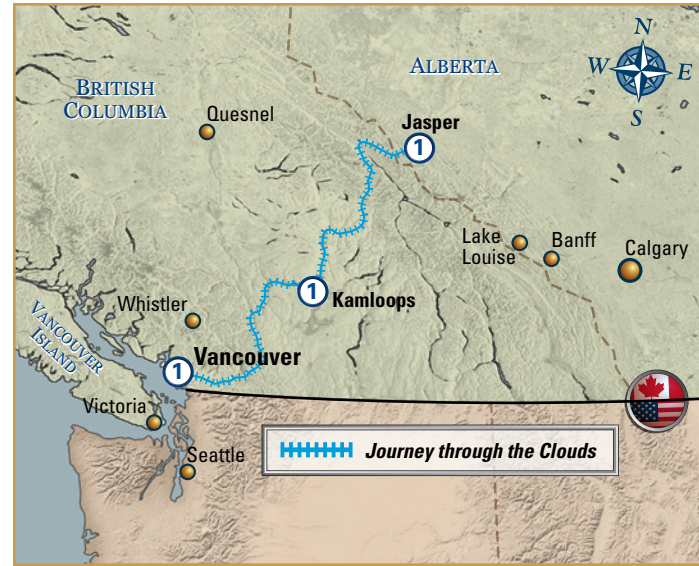 N
W E
S
ALBERTA
BRITISH
COLUMBIA
Quesnel
Jasper
1
Lake
Louise
Banff
Calgary
1
Kamloops
Whistler
VANCOUVER
ISLAND
Vancouver
1
Victoria
Seattle
Journey through the Clouds